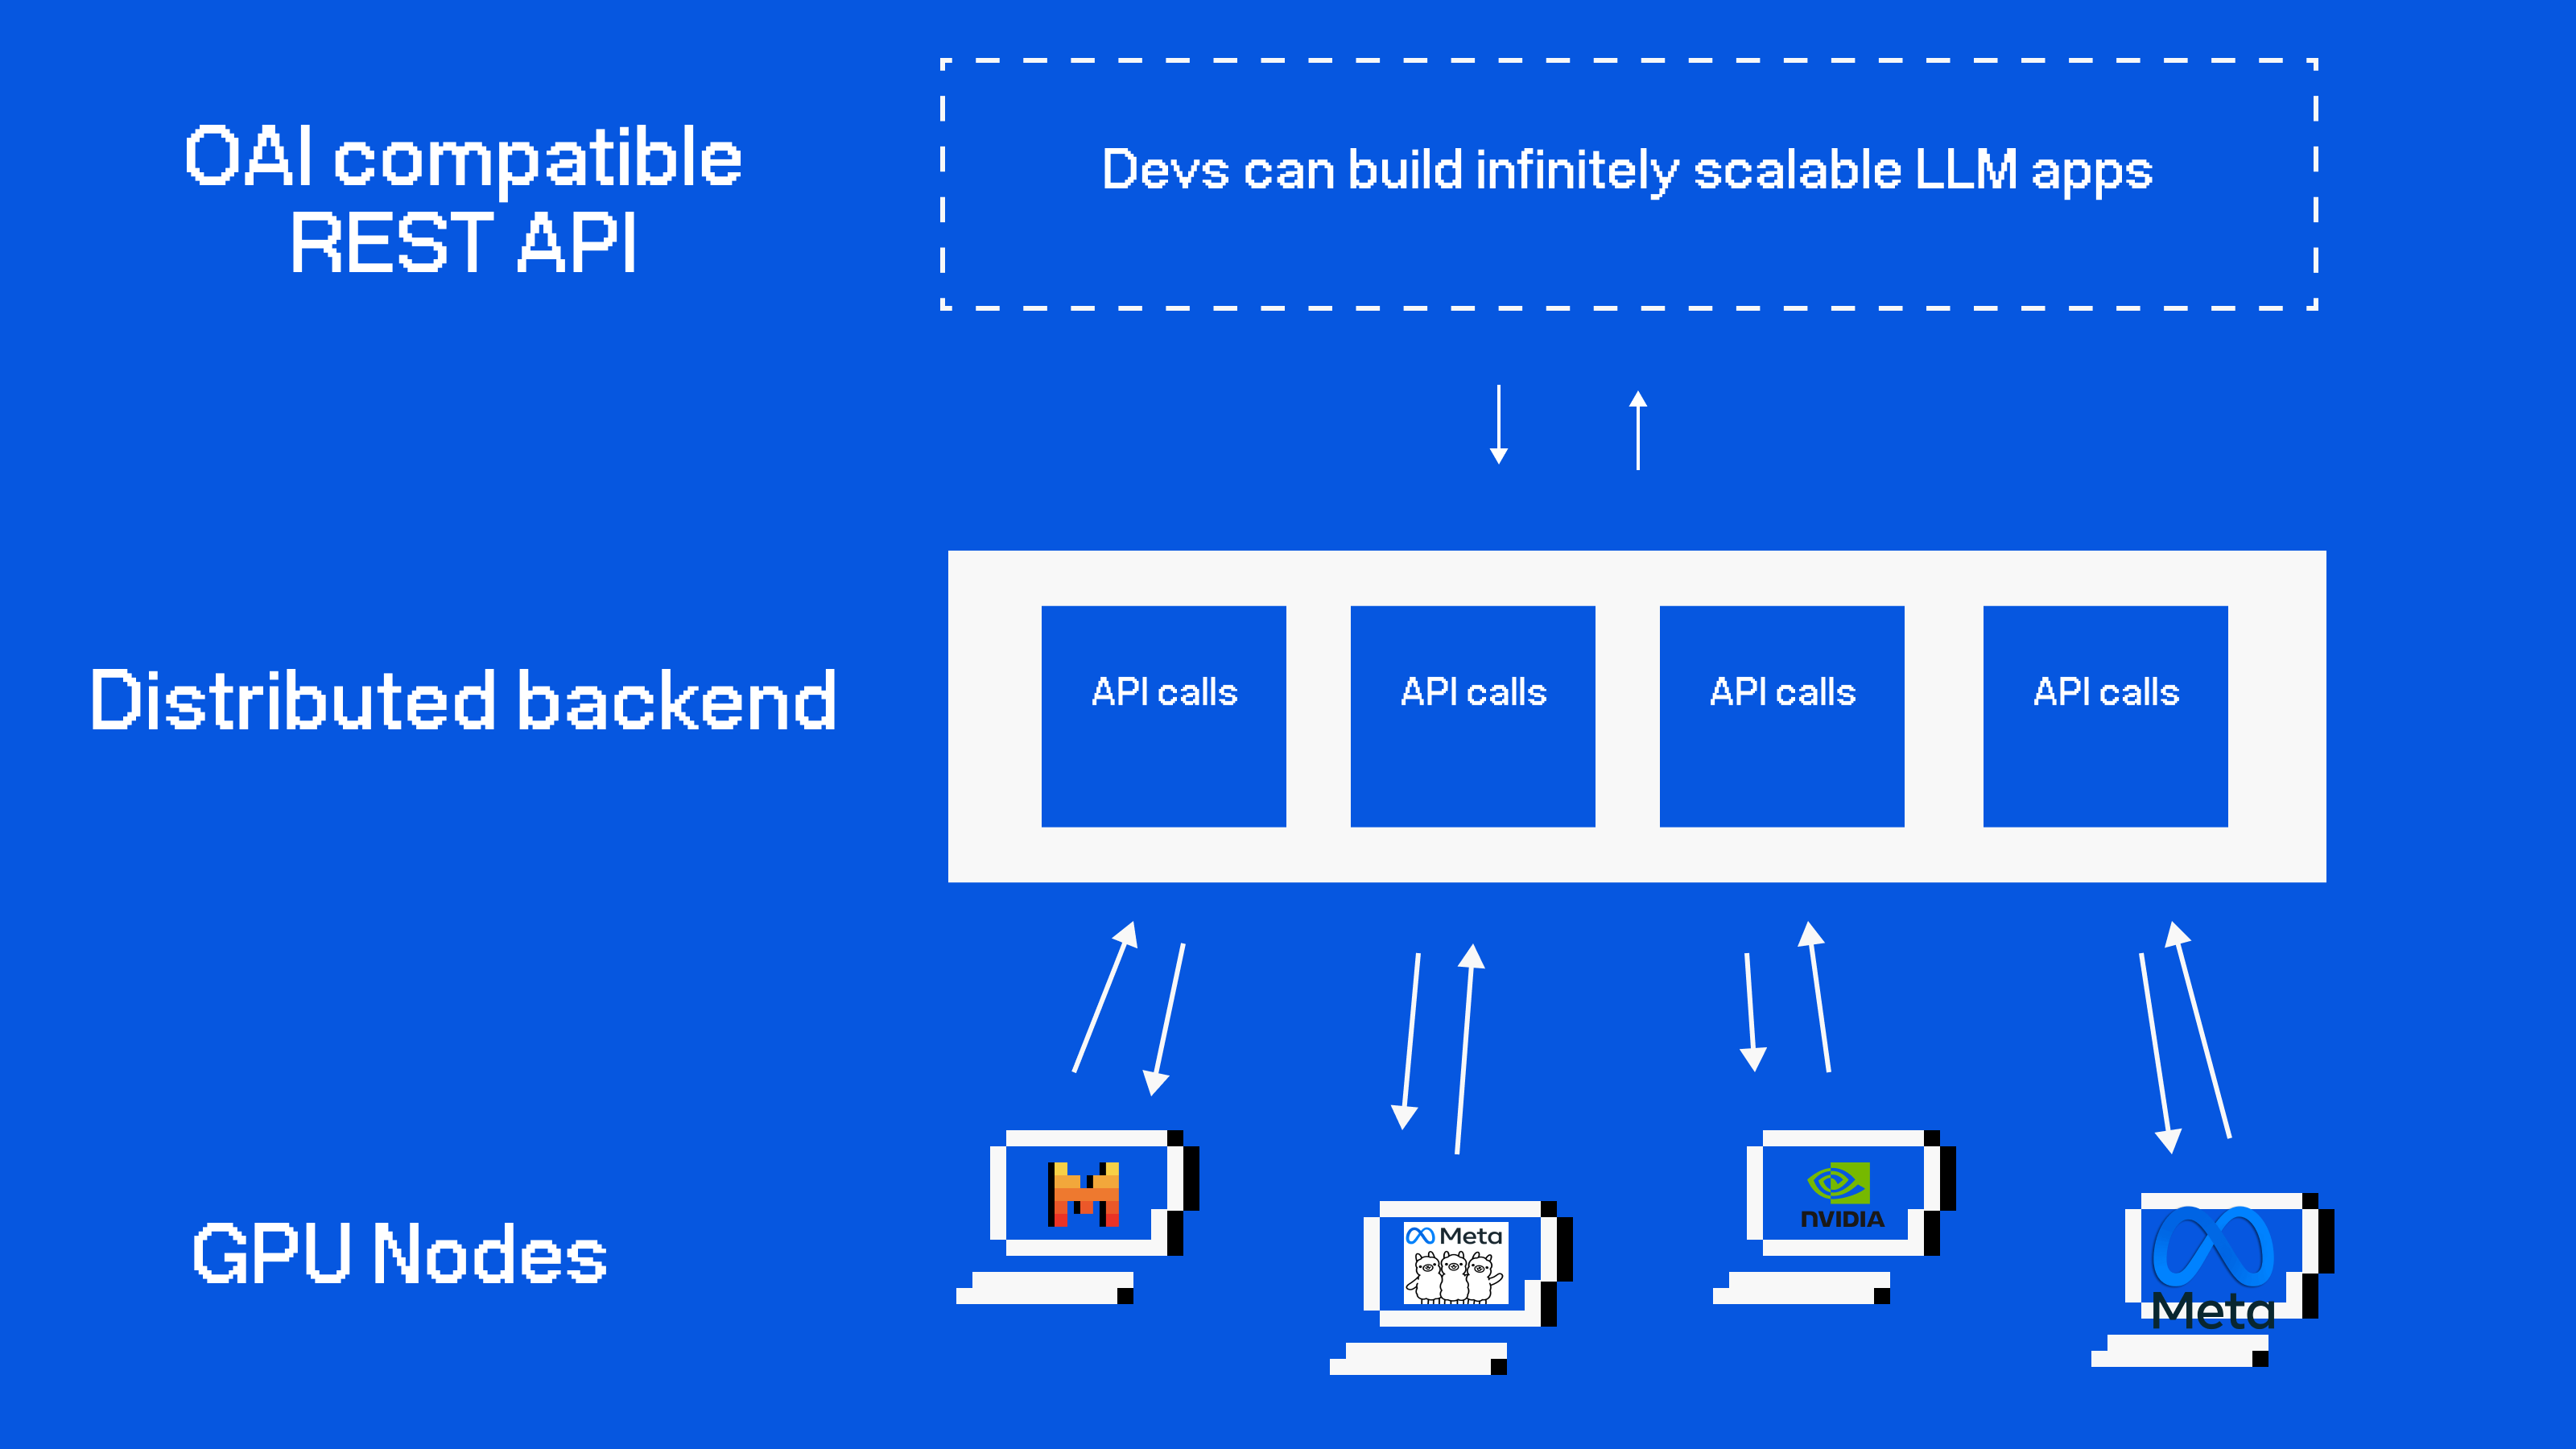 OAI compatible
REST API
Devs can build infinitely scalable LLM apps
Distributed backend
API calls
API calls
API calls
API calls
GPU Nodes
Meta
NVIDIA
Meta